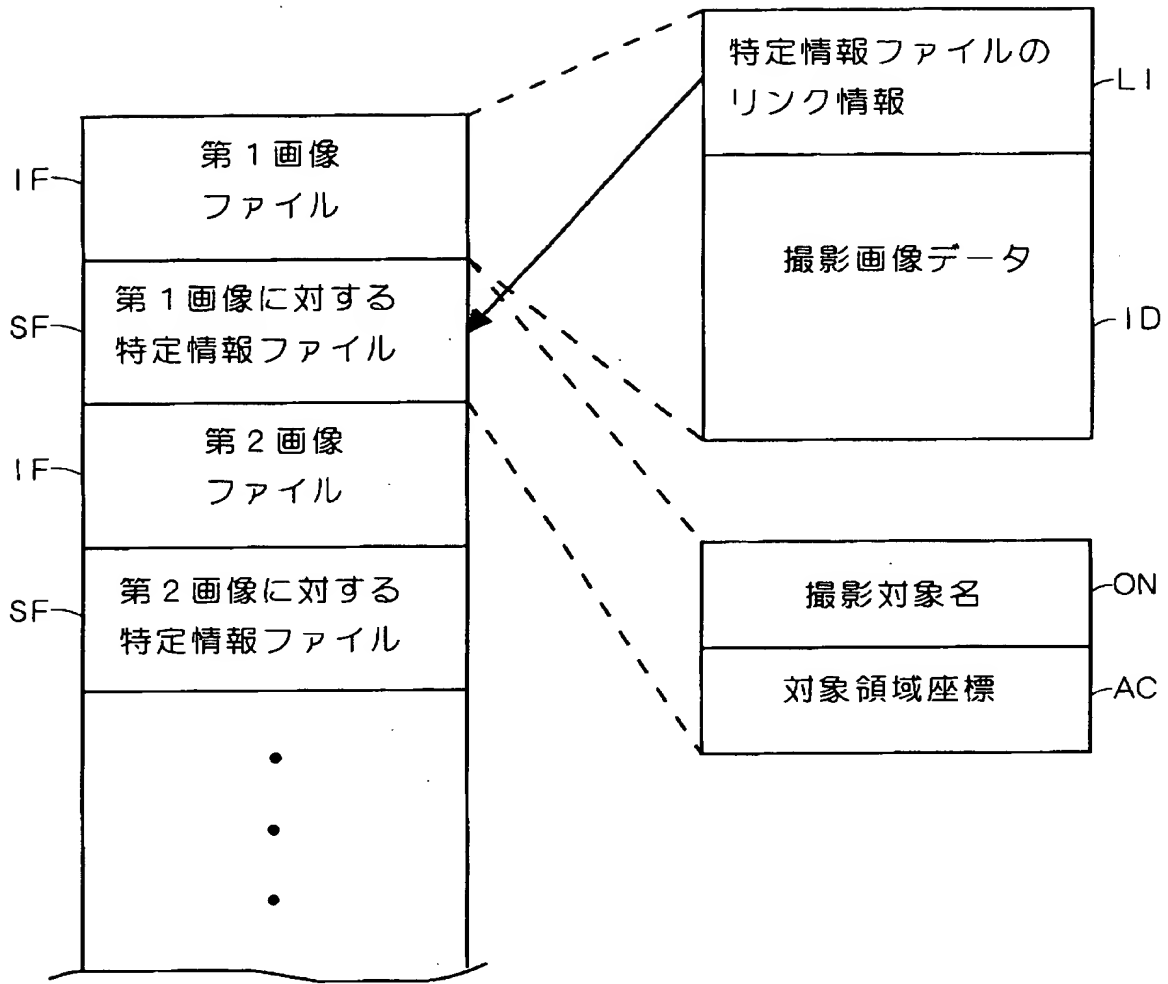 IF
第1画像
ファイル
SF
第1画像に対する
特定情報ファイル
IF
第2画像
ファイル
SF
第2画像に対する
特定情報ファイル
特定情報ファイルの
リンク情報
LI
撮影画像データ
ID
撮影対象名
ON
対象領域座標
AC